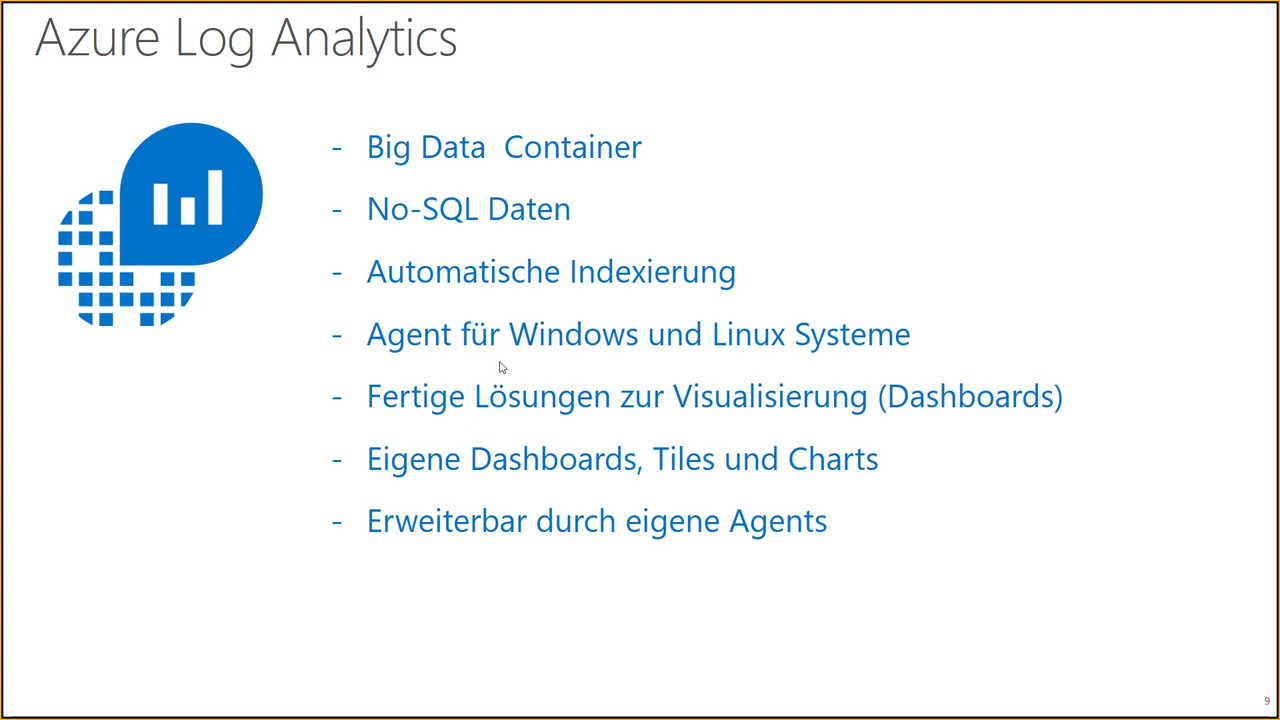 Azure Log Analytics
- Big Data  Container
- No-SQL Daten
- Automatische Indexierung
- Agent für Windows und Linux Systeme
- Fertige Lösungen zur Visualisierung (Dashboards)
- Eigene Dashboards, Tiles und Charts
- Erweiterbar durch eigene Agents
9